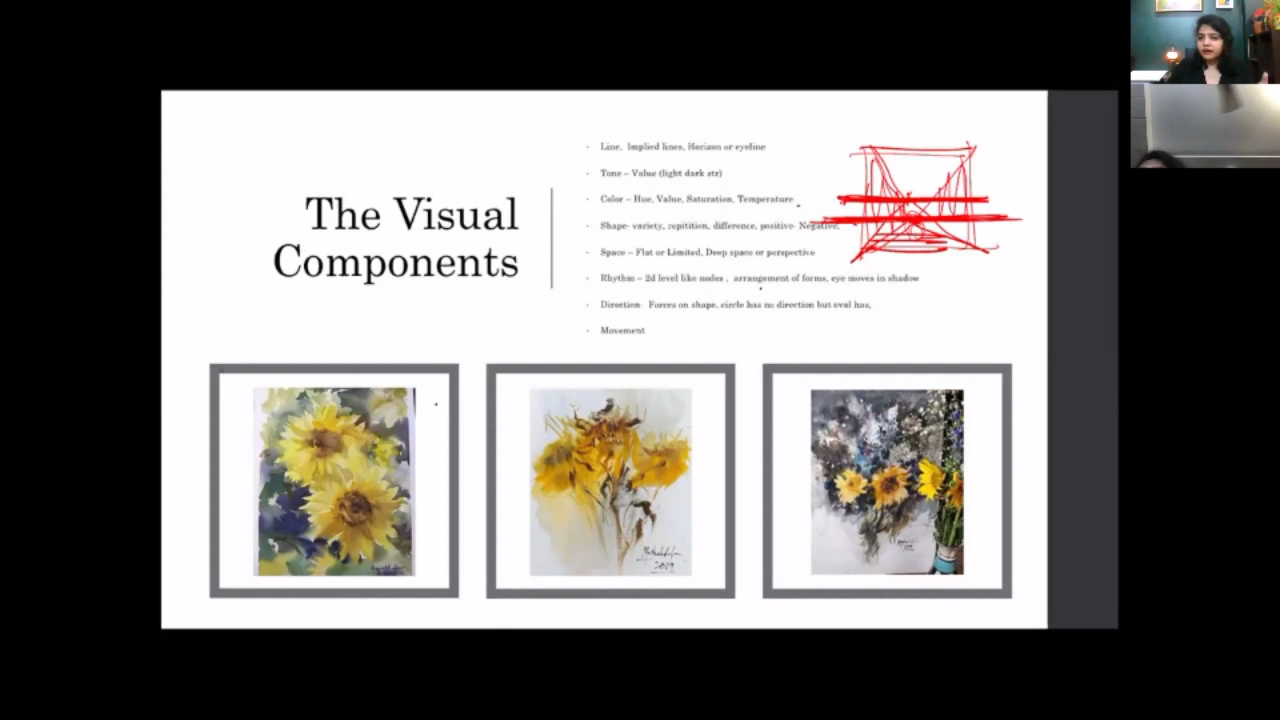 The Visual
Components
· Line, Implied lines, Horizon or eyeline
· Tone – Value (light dark str)
· Color – Hue, Value, Saturation, Temperature
· Shape- variety, repitition, difference, positive- Negative,
· Space – Flat or Limited, Deep space or perspective
· Rhythm – 2d level like nodes , arrangement of forms, eye moves in shadow
· Direction- Forces on shape, circle has no direction but oval has,
· Movement
2019